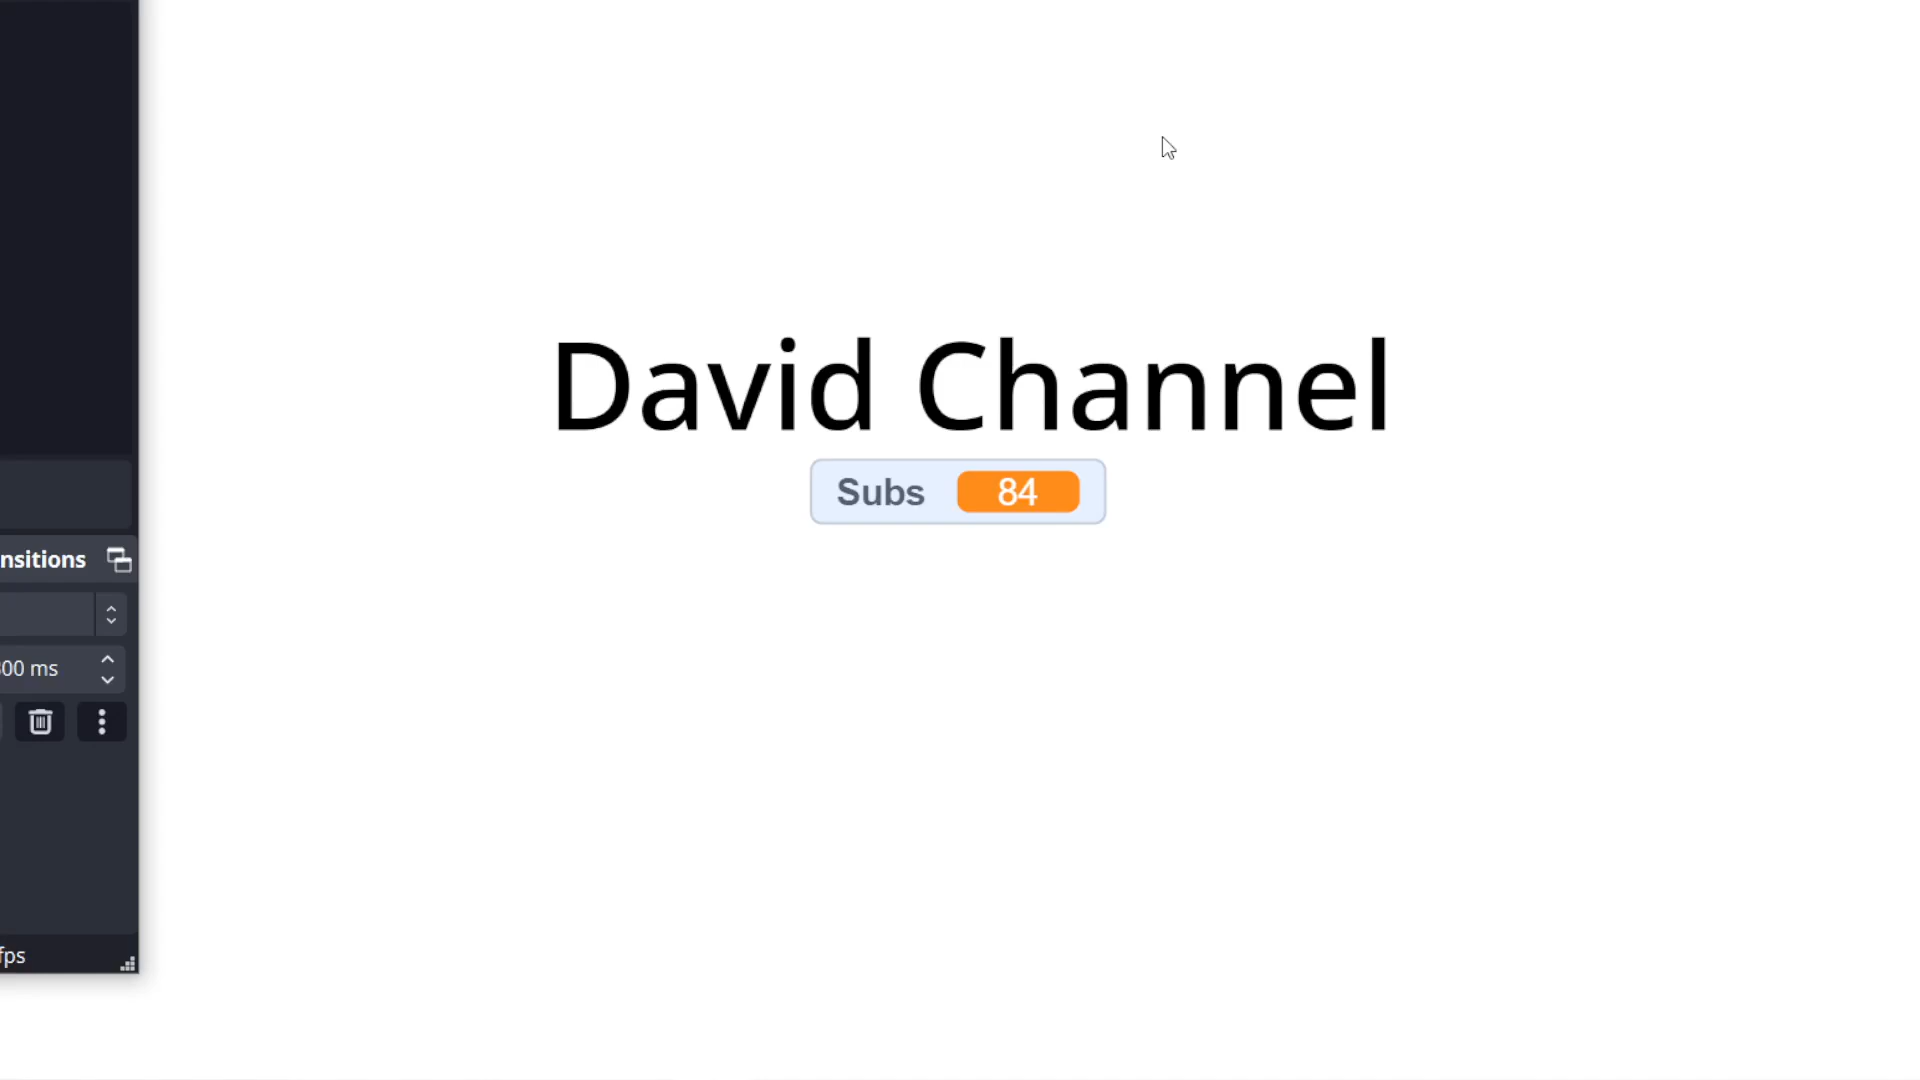 David Channel
Subs 84
nsitions
00 ms
fps